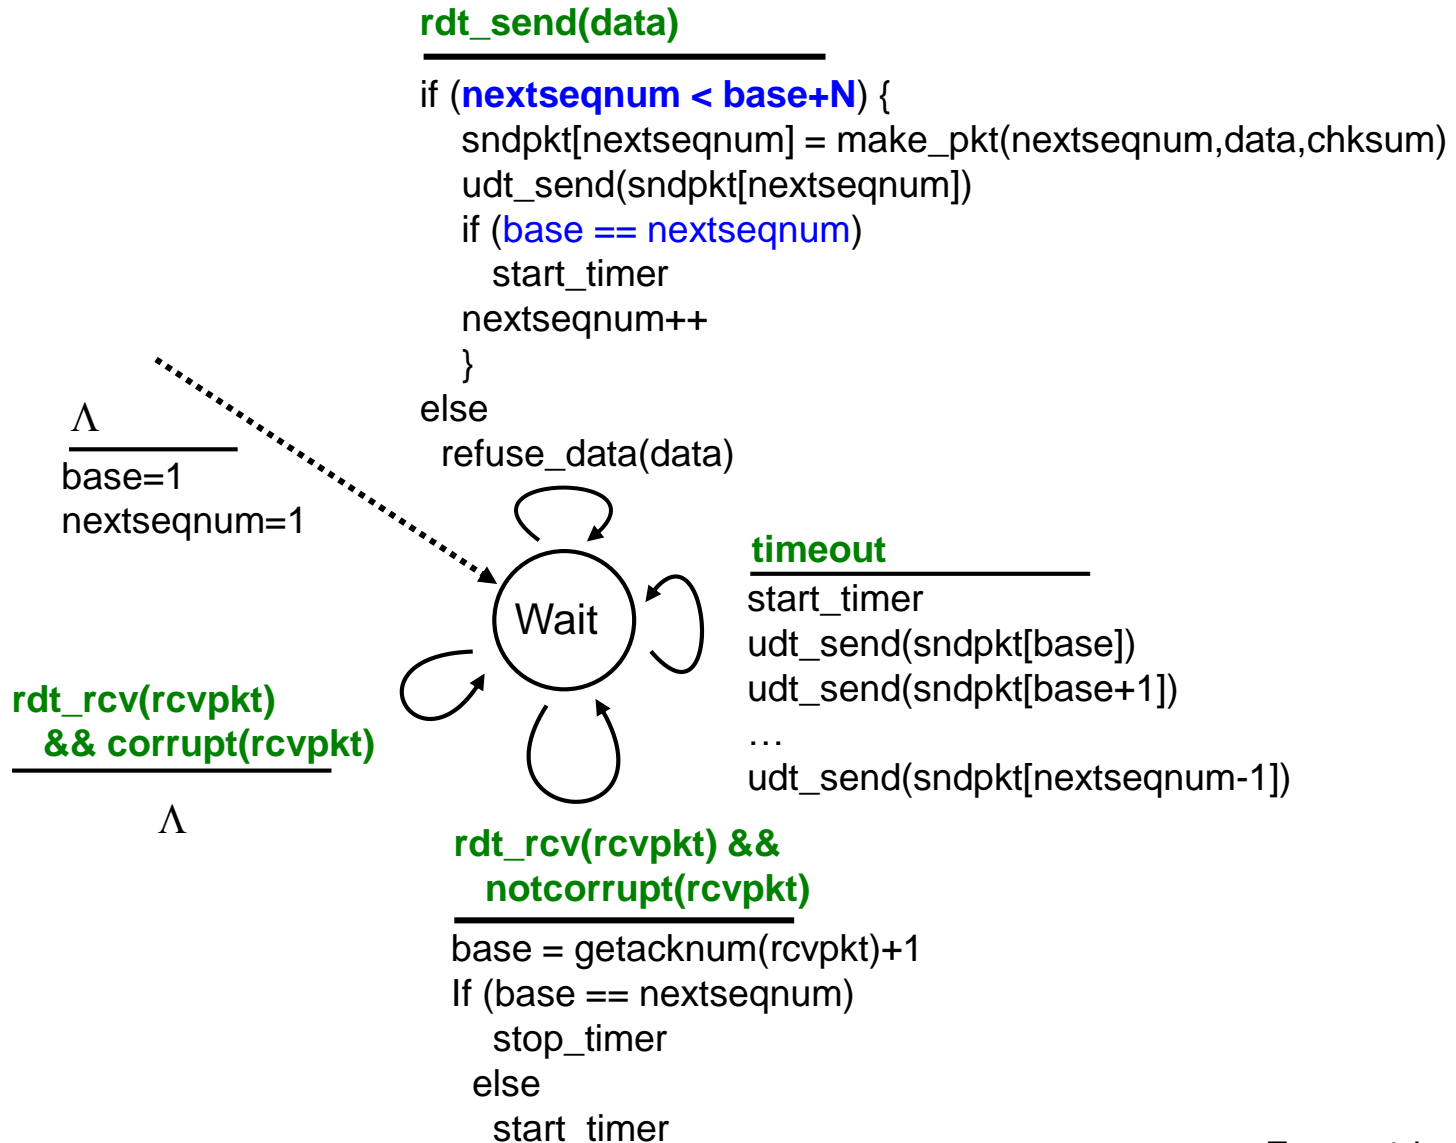 rdt_send(data)
if (nextseqnum < base+N) {
sndpkt[nextseqnum] = make_pkt(nextseqnum,data,chksum)
udt_send(sndpkt[nextseqnum])
if (base == nextseqnum)
start_timer
nextseqnum++
}
else
refuse_data(data)
Λ
base=1
nextseqnum=1
Wait
timeout
start_timer
udt_send(sndpkt[base])
udt_send(sndpkt[base+1])
…
udt_send(sndpkt[nextseqnum-1])
rdt_rcv(rcvpkt)
&& corrupt(rcvpkt)
Λ
rdt_rcv(rcvpkt) &&
notcorrupt(rcvpkt)
base = getacknum(rcvpkt)+1
If (base == nextseqnum)
stop_timer
else
start_timer